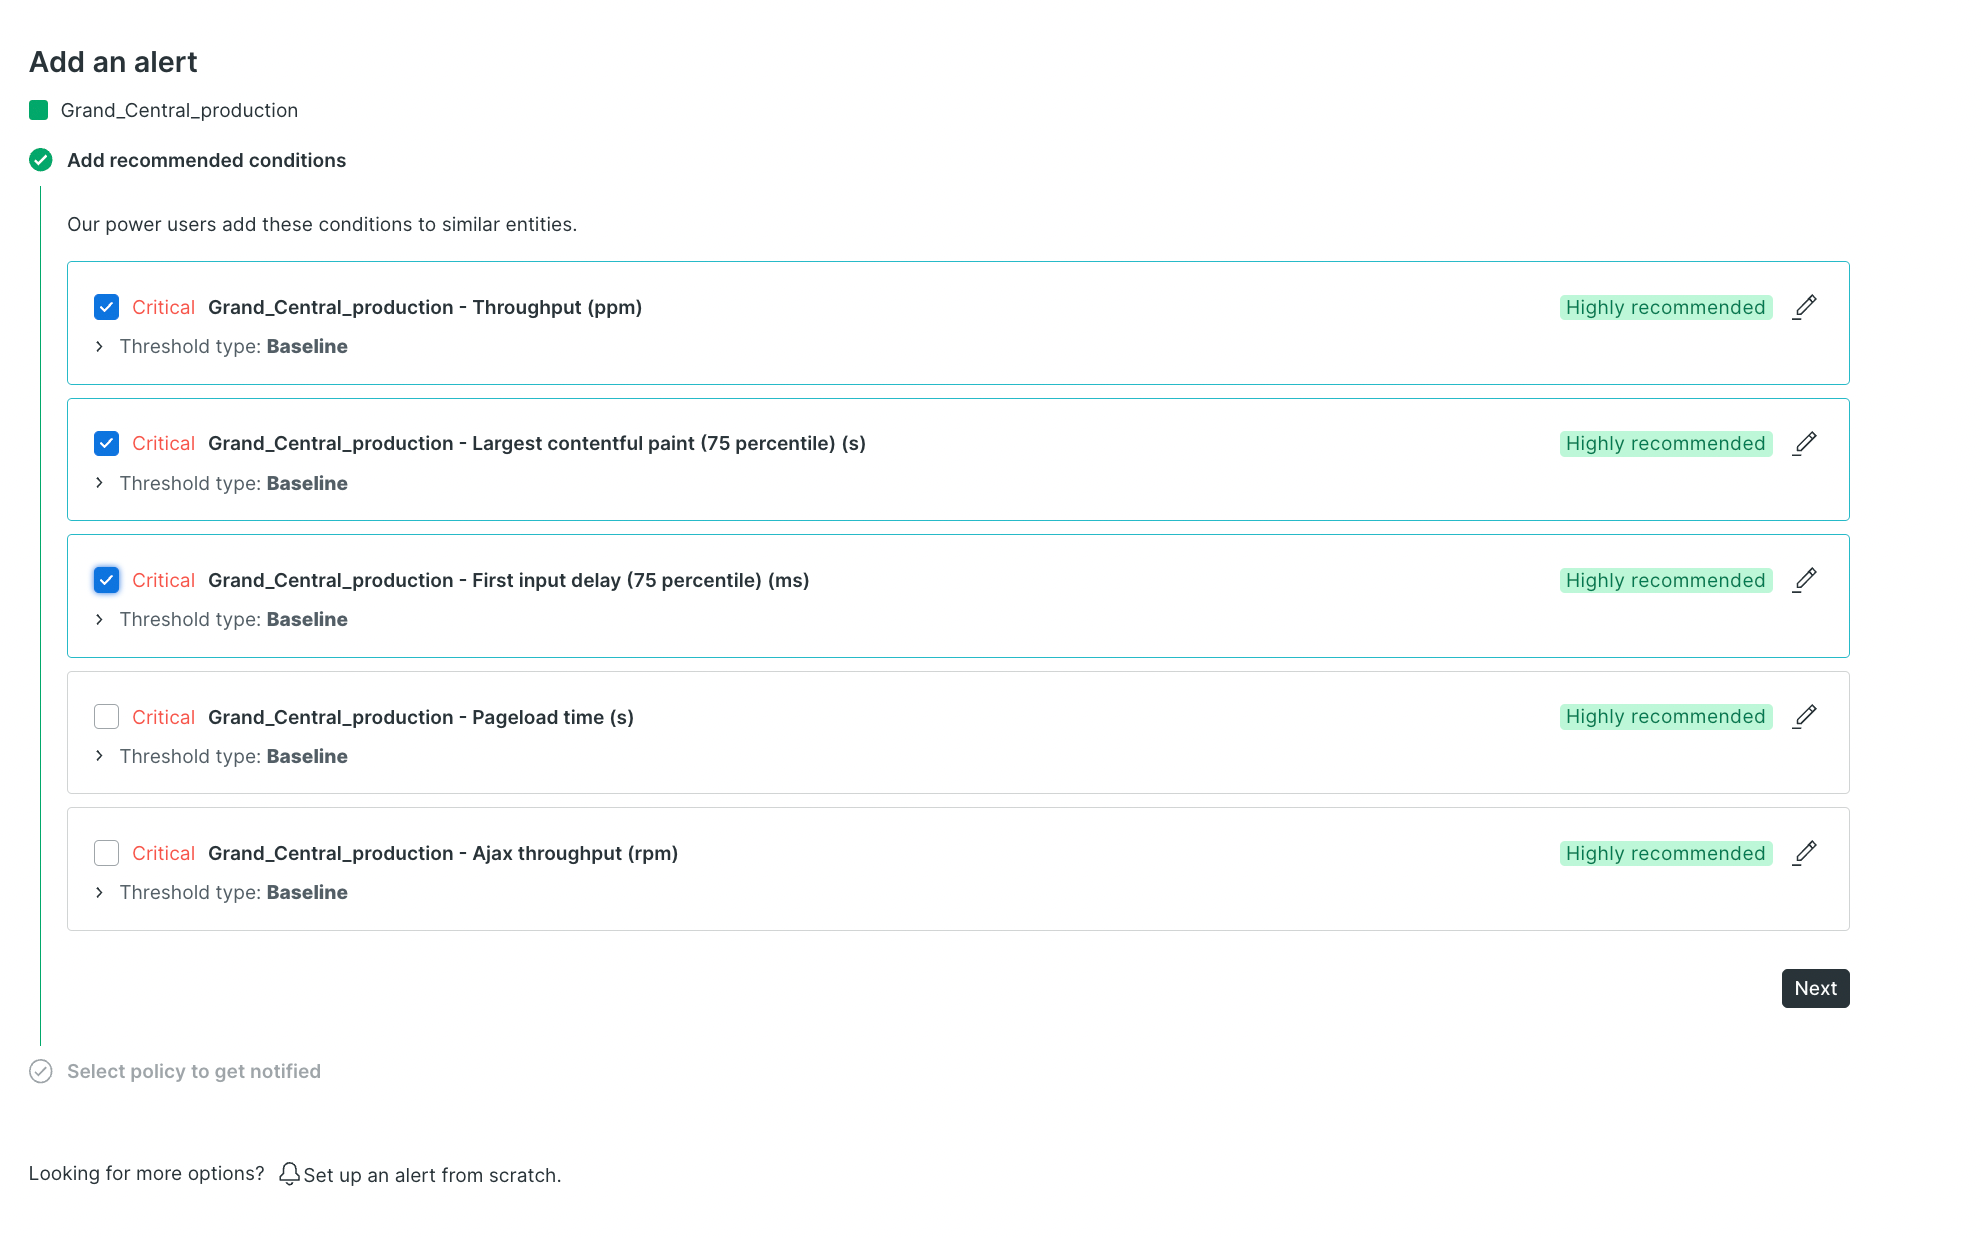 Add an alert
Grand_Central_production
Add recommended conditions
Our power users add these conditions to similar entities.
Critical Grand_Central_production - Throughput (ppm) Highly recommended
Threshold type: Baseline
Critical Grand_Central_production - Largest contentful paint (75 percentile) (s) Highly recommended
Threshold type: Baseline
Critical Grand_Central_production - First input delay (75 percentile) (ms) Highly recommended
Threshold type: Baseline
Critical Grand_Central_production - Pageload time (s) Highly recommended
Threshold type: Baseline
Critical Grand_Central_production - Ajax throughput (rpm) Highly recommended
Threshold type: Baseline
Next
Select policy to get notified
Looking for more options? Set up an alert from scratch.